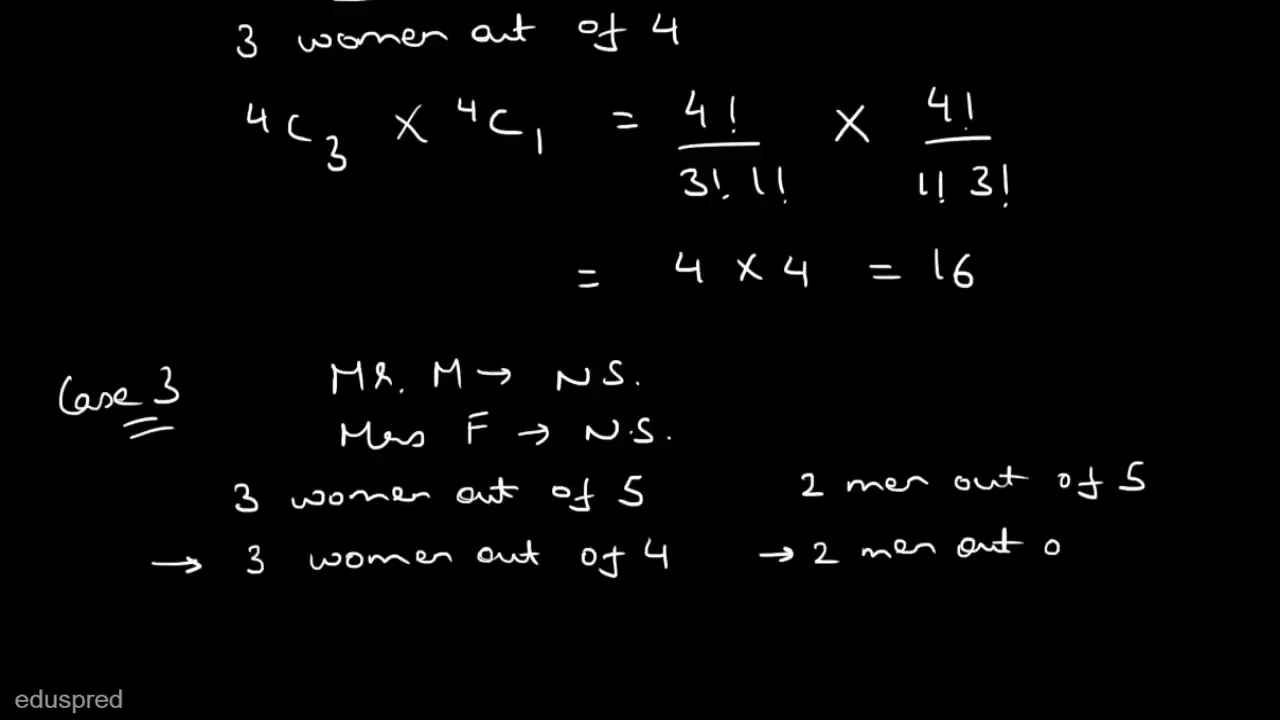 3 women out of 4
⁴C₃ × ⁴C₁ = 4!/3! 1! × 4!/1! 3!
= 4 × 4 = 16
Case 3 Mr. M → N S.
Mrs F → N.S.
3 women out of 5 2 men out of 5
→ 3 women out of 4 → 2 men out o
eduspred